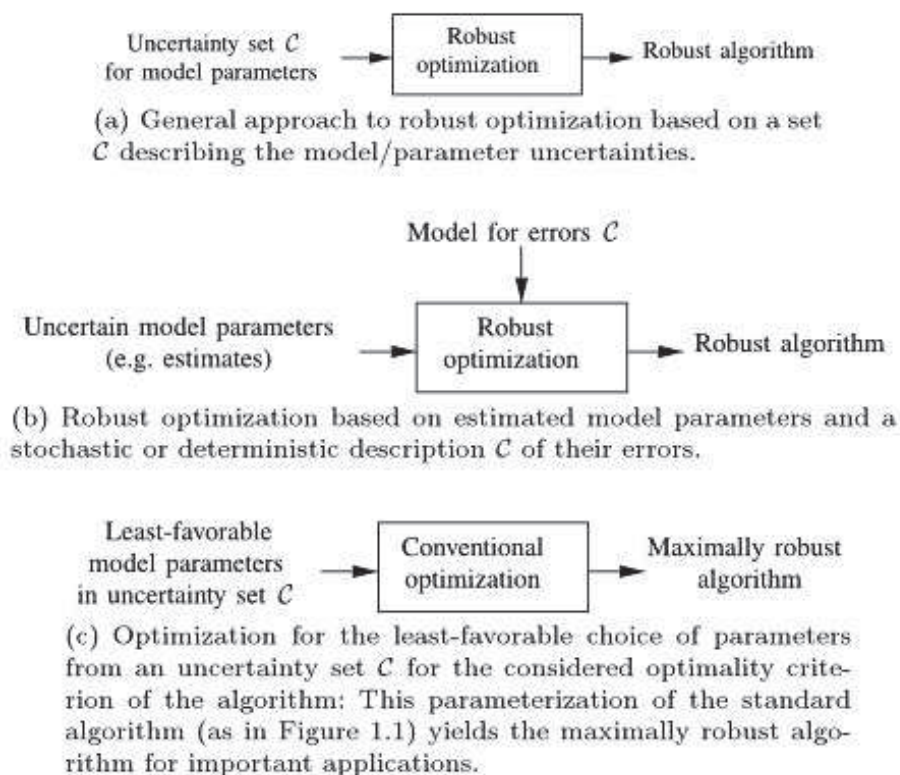 Uncertainty set C
for model parameters
Robust
optimization
Robust algorithm
(a) General approach to robust optimization based on a set
C describing the model/parameter uncertainties.
Model for errors C
Uncertain model parameters
(e.g. estimates)
Robust
optimization
Robust algorithm
(b) Robust optimization based on estimated model parameters and a
stochastic or deterministic description C of their errors.
Least-favorable
model parameters
in uncertainty set C
Conventional
optimization
Maximally robust
algorithm
(c) Optimization for the least-favorable choice of parameters
from an uncertainty set C for the considered optimality crite-
rion of the algorithm: This parameterization of the standard
algorithm (as in Figure 1.1) yields the maximally robust algo-
rithm for important applications.